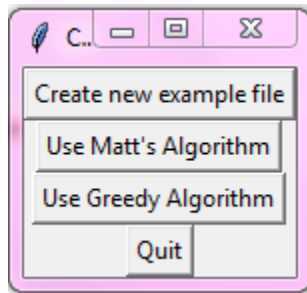 C...
Create new example file
Use Matt's Algorithm
Use Greedy Algorithm
Quit